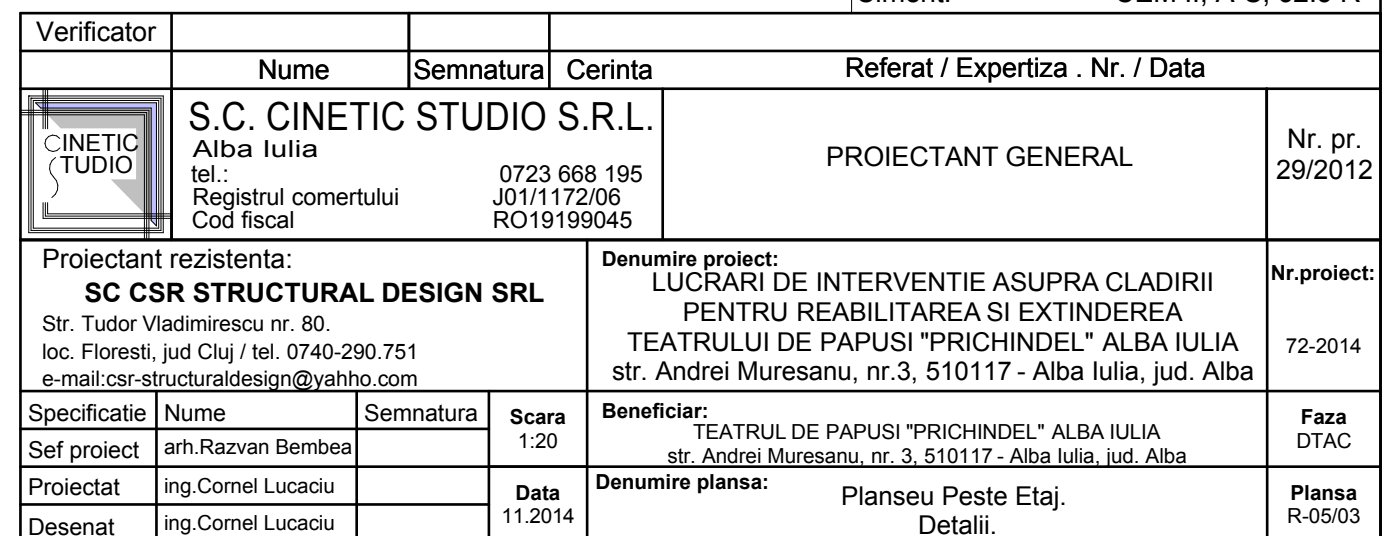 Verificator
Nume Semnatura Cerinta Referat / Expertiza . Nr. / Data
CINETIC
STUDIO
S.C. CINETIC STUDIO S.R.L.
Alba Iulia
tel.: 0723 668 195
Registrul comertului J01/1172/06
Cod fiscal RO19199045
PROIECTANT GENERAL
Nr. pr.
29/2012
Proiectant rezistenta:
SC CSR STRUCTURAL DESIGN SRL
Str. Tudor Vladimirescu nr. 80.
loc. Floresti, jud Cluj / tel. 0740-290.751
e-mail:csr-structuraldesign@yahho.com
Denumire proiect:
LUCRARI DE INTERVENTIE ASUPRA CLADIRII
PENTRU REABILITAREA SI EXTINDEREA
TEATRULUI DE PAPUSI "PRICHINDEL" ALBA IULIA
str. Andrei Muresanu, nr.3, 510117 - Alba Iulia, jud. Alba
Nr.proiect:
72-2014
Specificatie Nume Semnatura
Sef proiect arh.Razvan Bembea
Scara
1:20
Beneficiar:
TEATRUL DE PAPUSI "PRICHINDEL" ALBA IULIA
str. Andrei Muresanu, nr. 3, 510117 - Alba Iulia, jud. Alba
Faza
DTAC
Proiectat ing.Cornel Lucaciu
Desenat ing.Cornel Lucaciu
Data
11.2014
Denumire plansa:
Planseu Peste Etaj.
Detalii.
Plansa
R-05/03